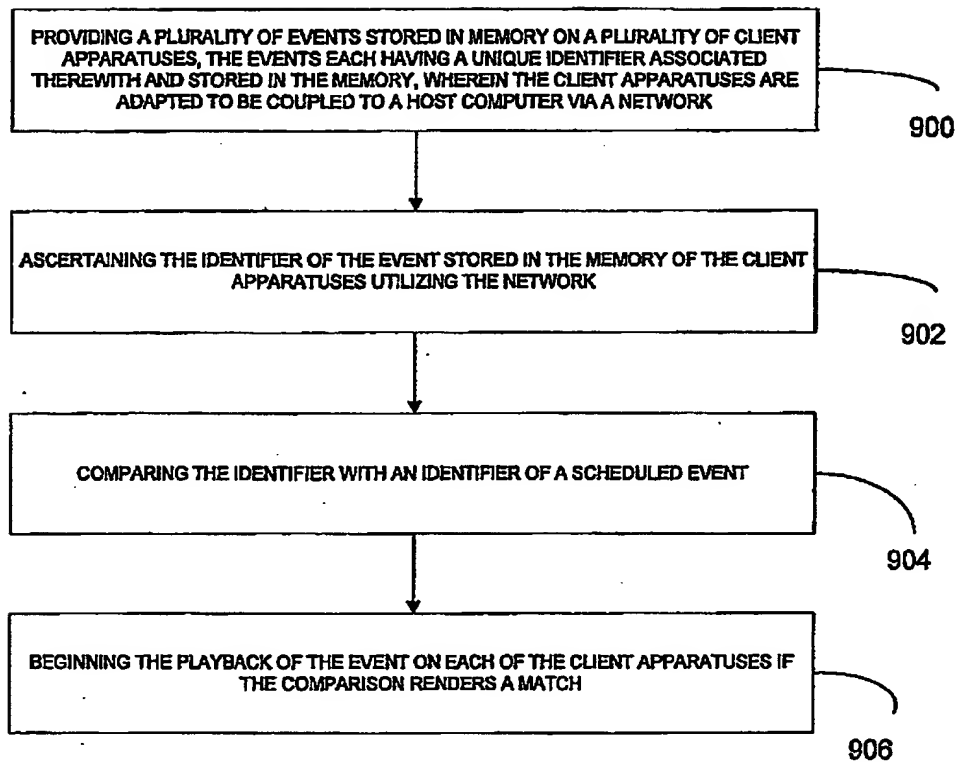 PROVIDING A PLURALITY OF EVENTS STORED IN MEMORY ON A PLURALITY OF CLIENT
APPARATUSES, THE EVENTS EACH HAVING A UNIQUE IDENTIFIER ASSOCIATED
THEREWITH AND STORED IN THE MEMORY, WHEREIN THE CLIENT APPARATUSES ARE
ADAPTED TO BE COUPLED TO A HOST COMPUTER VIA A NETWORK
900
ASCERTAINING THE IDENTIFIER OF THE EVENT STORED IN THE MEMORY OF THE CLIENT
APPARATUSES UTILIZING THE NETWORK
902
COMPARING THE IDENTIFIER WITH AN IDENTIFIER OF A SCHEDULED EVENT
904
BEGINNING THE PLAYBACK OF THE EVENT ON EACH OF THE CLIENT APPARATUSES IF
THE COMPARISON RENDERS A MATCH
906